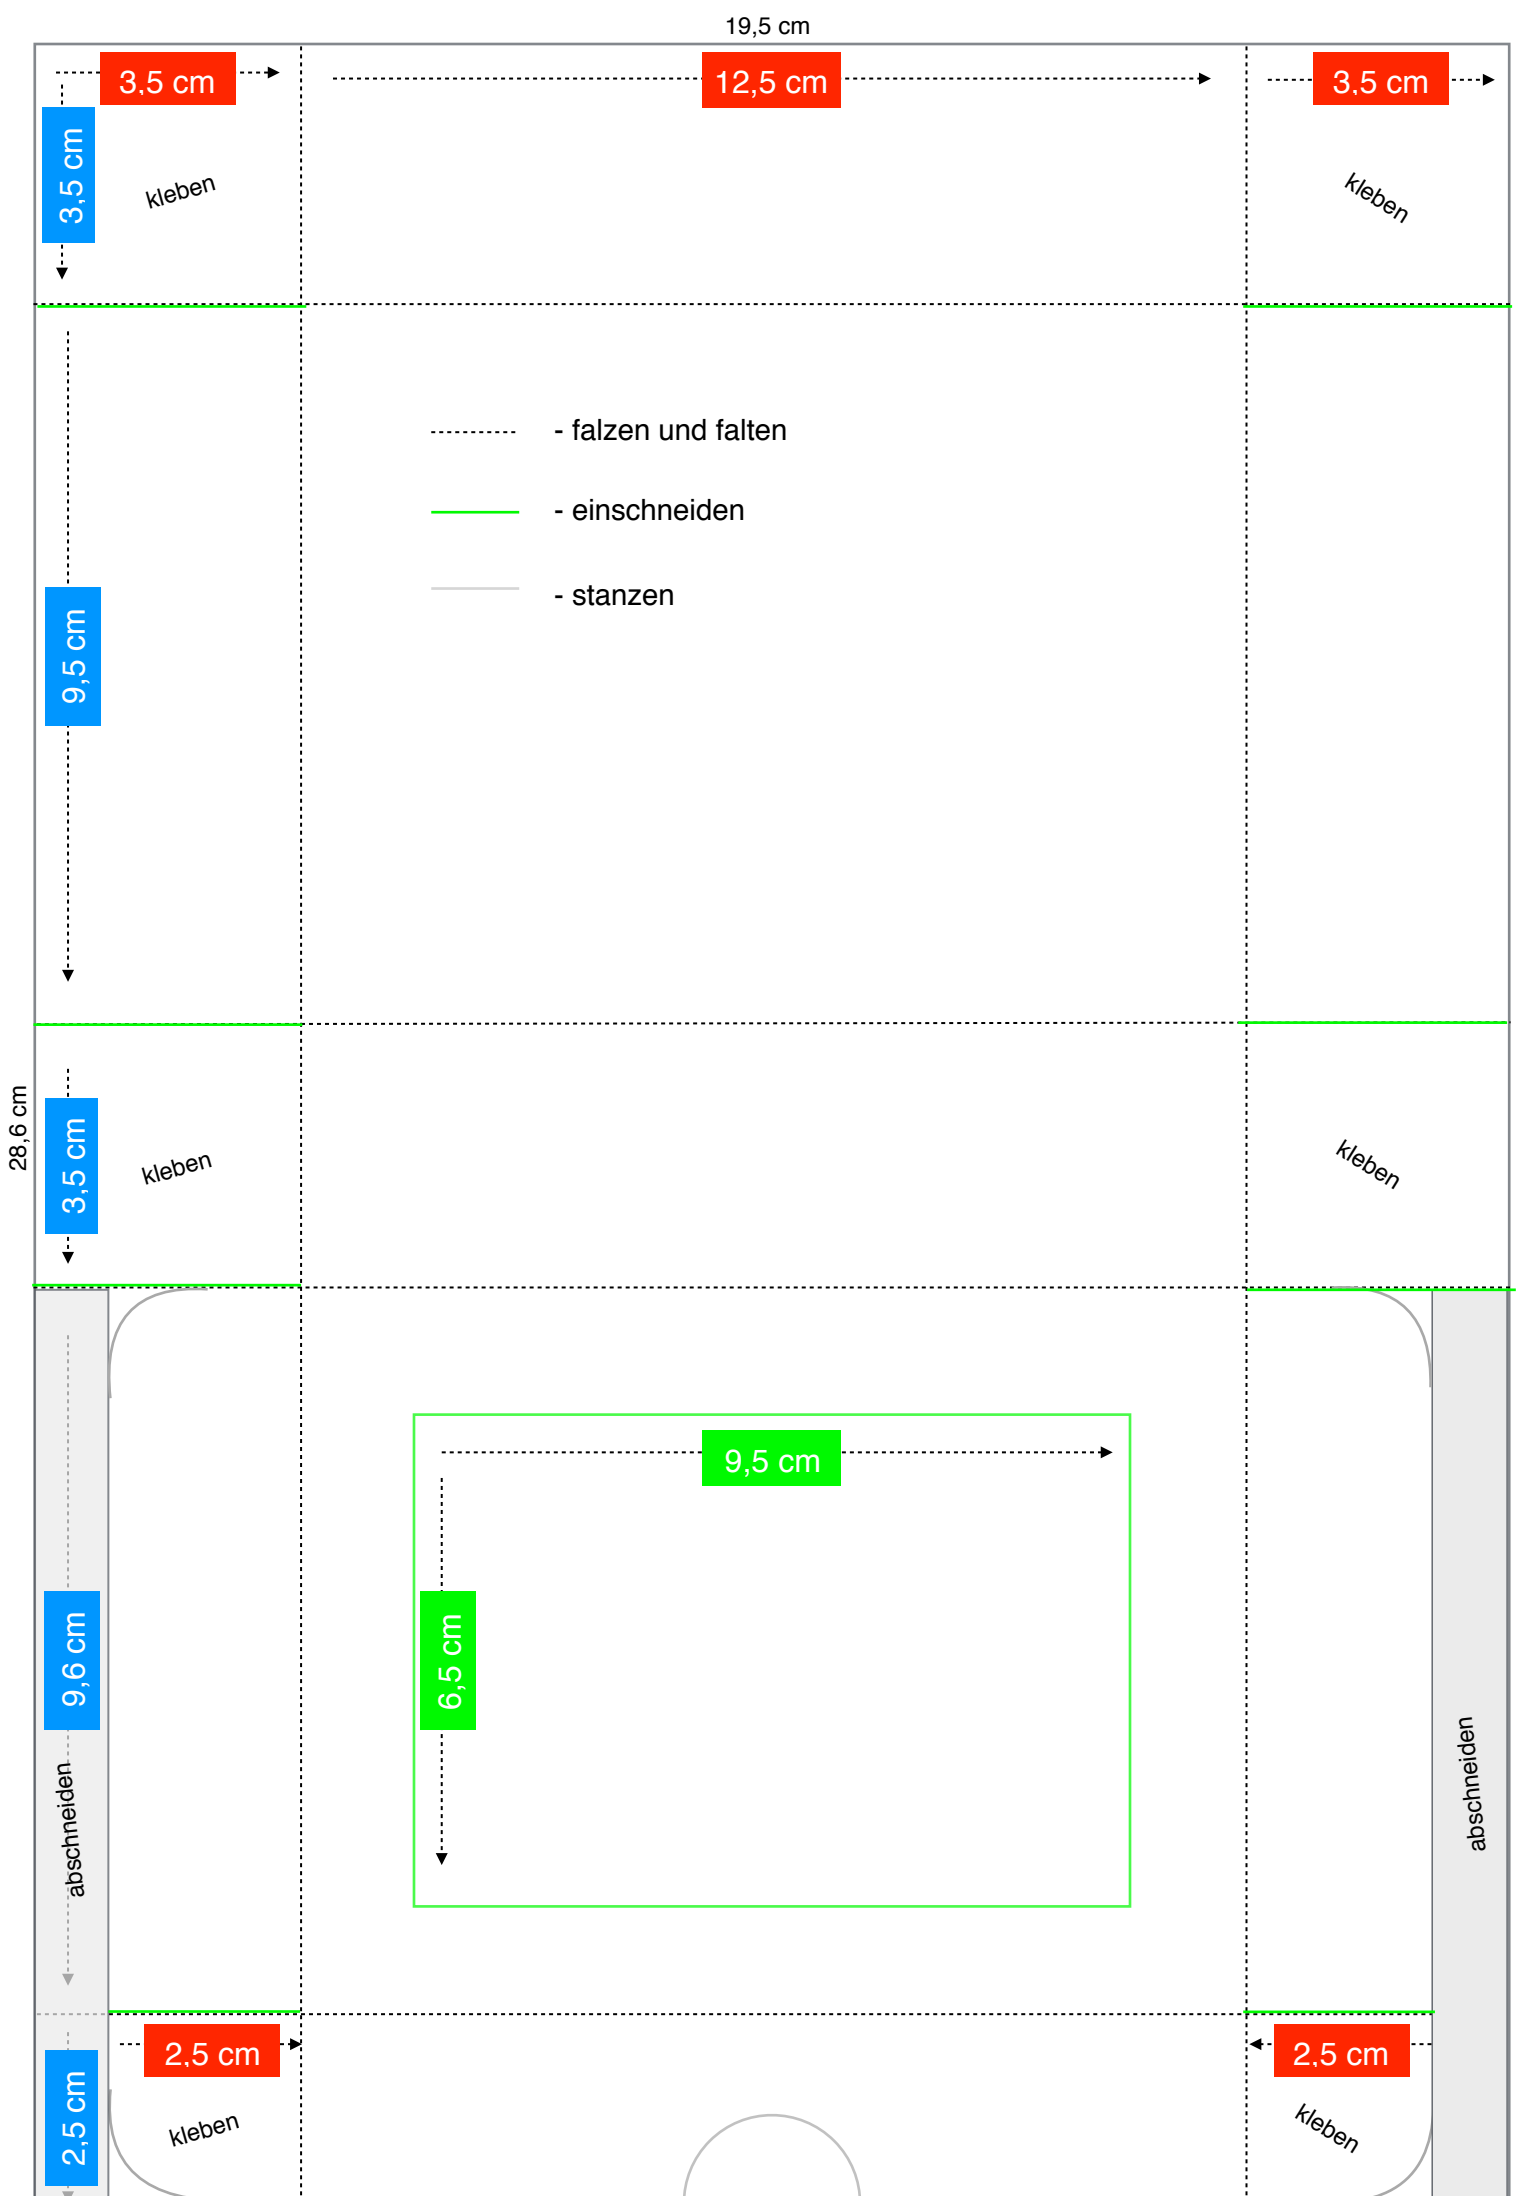 19,5 cm
3,5 cm
12,5 cm
3,5 cm
3,5 cm
kleben
kleben
- falzen und falten
- einschneiden
- stanzen
9,5 cm
28,6 cm
3,5 cm
kleben
kleben
9,5 cm
9,6 cm
6,5 cm
abschneiden
abschneiden
2,5 cm
2,5 cm
2,5 cm
kleben
kleben